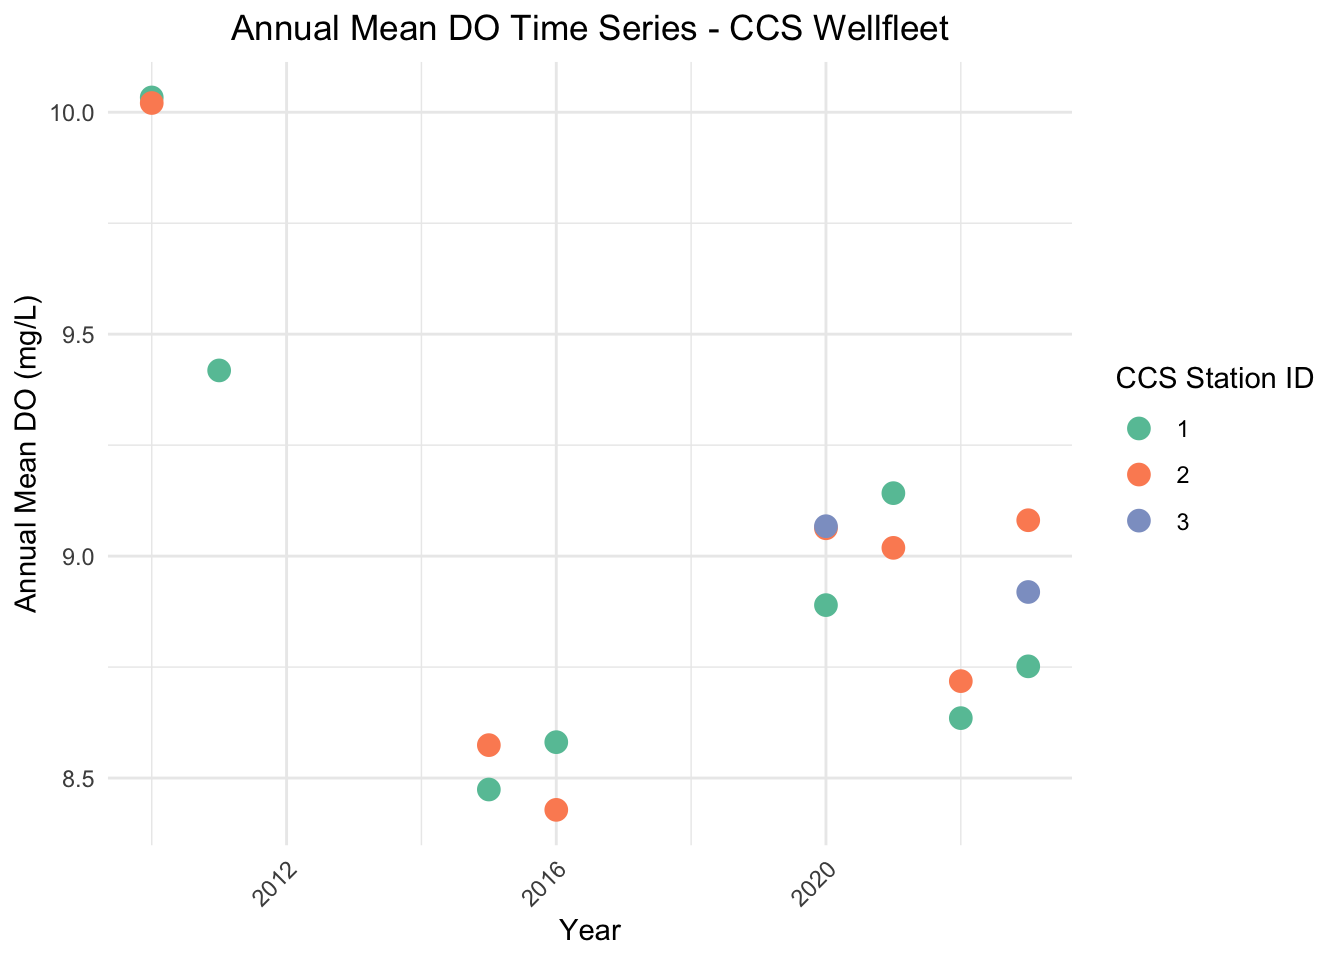 Annual Mean DO Time Series - CCS Wellfleet
Annual Mean DO (mg/L)
10.0
9.5
9.0
8.5
2012
2016
2020
Year
CCS Station ID
1
2
3